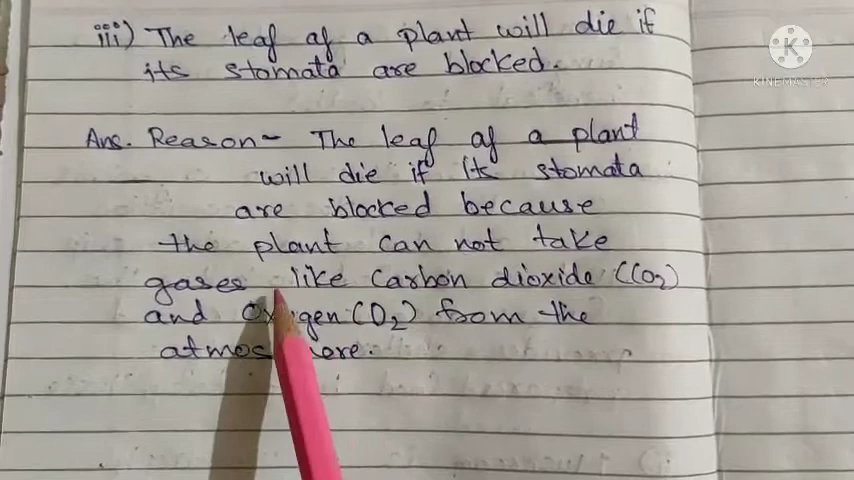 iii) The leaf of a plant will die if
its stomata are blocked.
K
KINEMASTER
Ans. Reason - The leaf of a plant
will die if its stomata
are blocked because
the plant can not take
gases like Carbon dioxide (CO2)
and Oxygen (O2) from the
atmosphere.